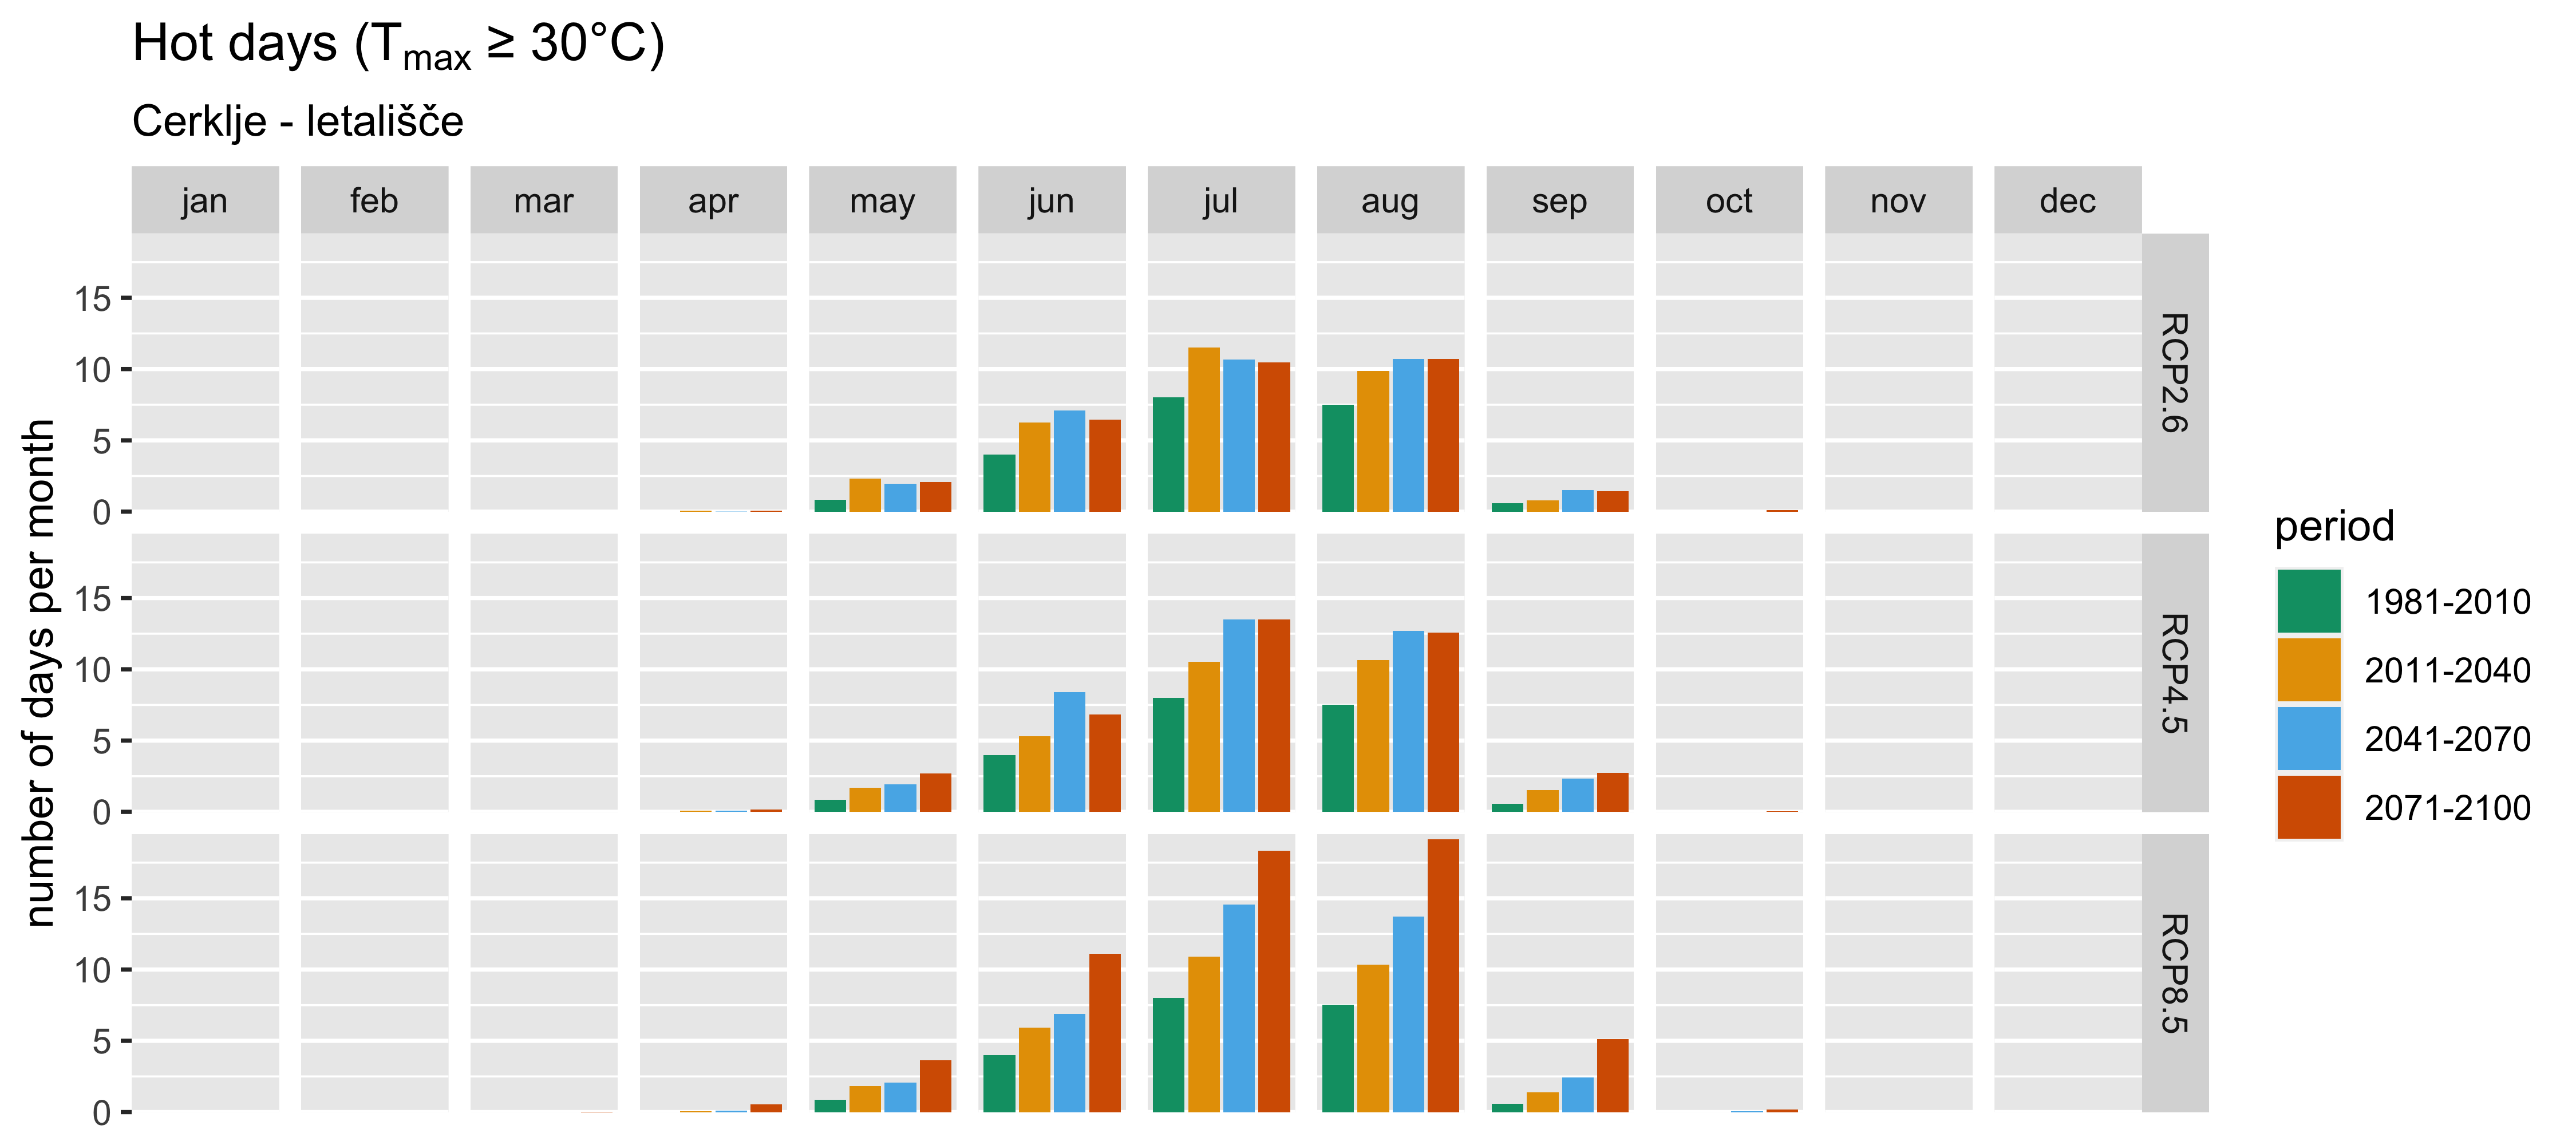 Hot days (Tmax ≥ 30°C)
Cerklje - letališče
jan feb mar apr may jun jul aug sep oct nov dec
number of days per month
15
10
5
0
RCP2.6
15
10
5
0
RCP4.5
15
10
5
0
RCP8.5
period
1981-2010
2011-2040
2041-2070
2071-2100